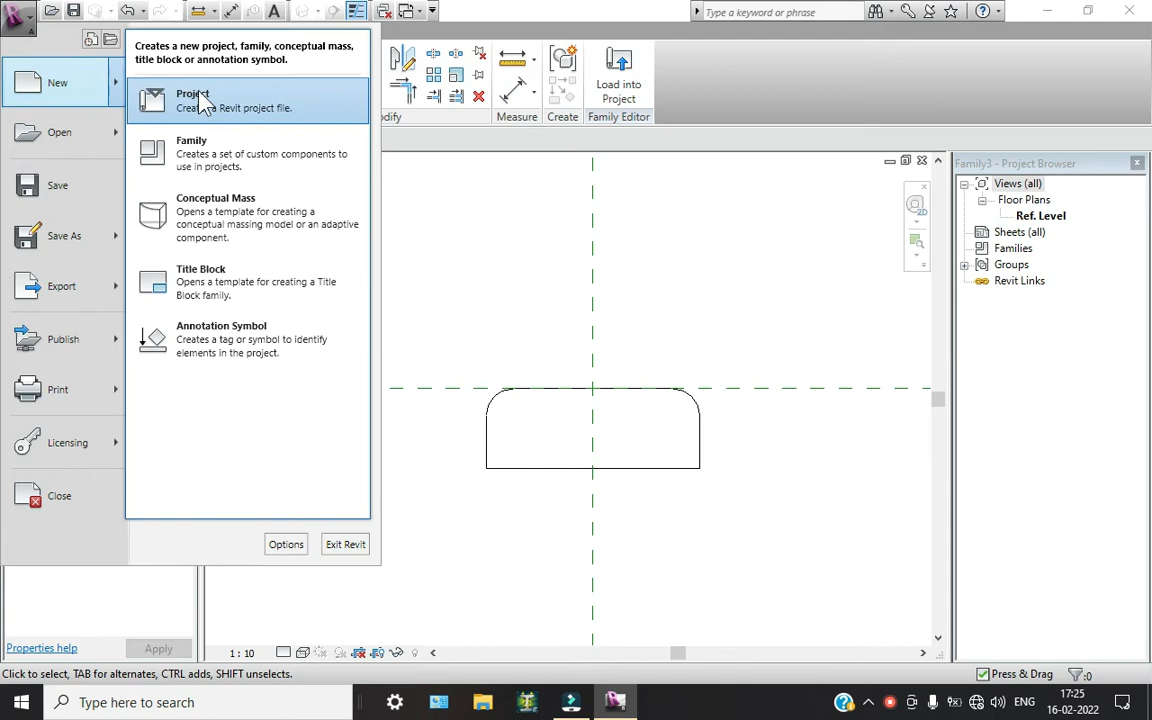 Type a keyword or phrase
Creates a new project, family, conceptual mass,
title block or annotation symbol.
New
Project
Creates a Revit project file.
Open
Family
Creates a set of custom components to
use in projects.
Save
Conceptual Mass
Opens a template for creating a
conceptual massing model or an adaptive
component.
Save As
Title Block
Opens a template for creating a Title
Block family.
Export
Annotation Symbol
Creates a tag or symbol to identify
elements in the project.
Publish
Print
Licensing
Close
Options
Exit Revit
Load into
Project
Measure
Create
Family Editor
Family3 - Project Browser
Views (all)
Floor Plans
Ref. Level
Sheets (all)
Families
Groups
Revit Links
2D
Properties help
Apply
1 : 10
Click to select, TAB for alternates, CTRL adds, SHIFT unselects.
Press & Drag
:0
Type here to search
ENG
17:25
16-02-2022